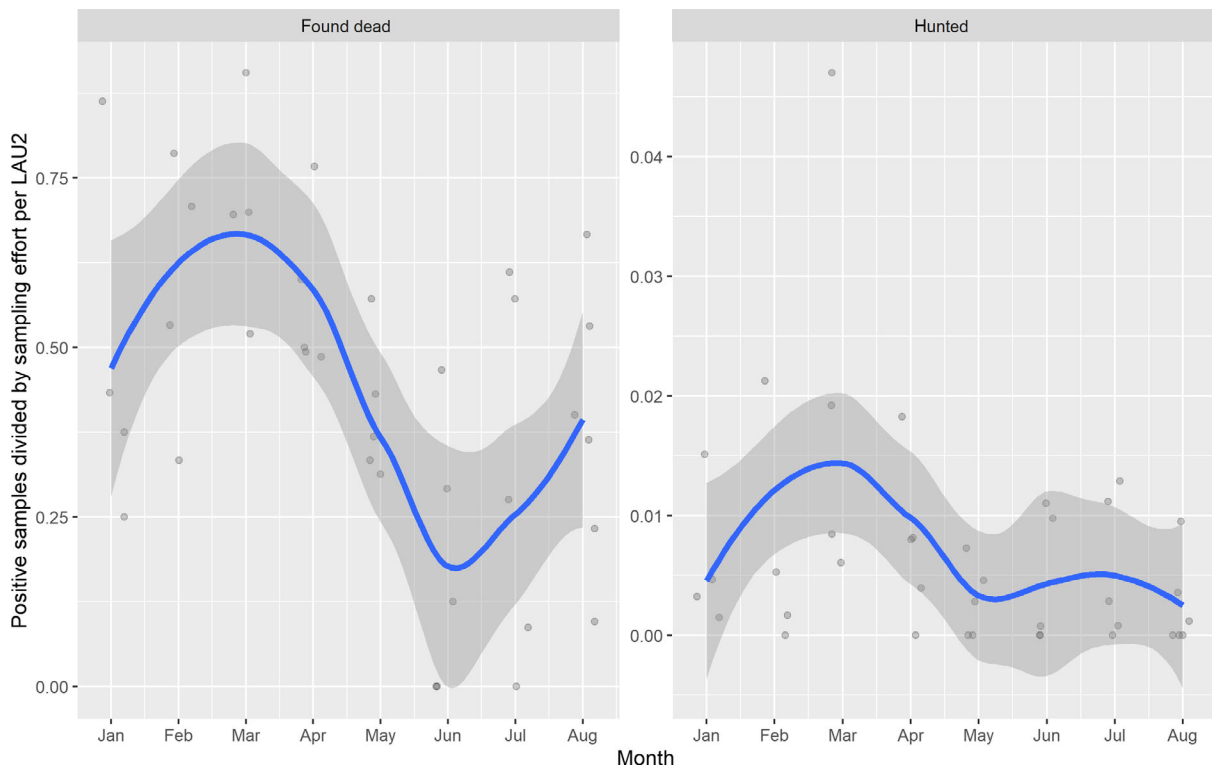 Found dead
Hunted
Positive samples divided by sampling effort per LAU2
0.75
0.50
0.25
0.00
0.04
0.03
0.02
0.01
0.00
Jan Feb Mar Apr May Jun Jul Aug
Jan Feb Mar Apr May Jun Jul Aug
Month